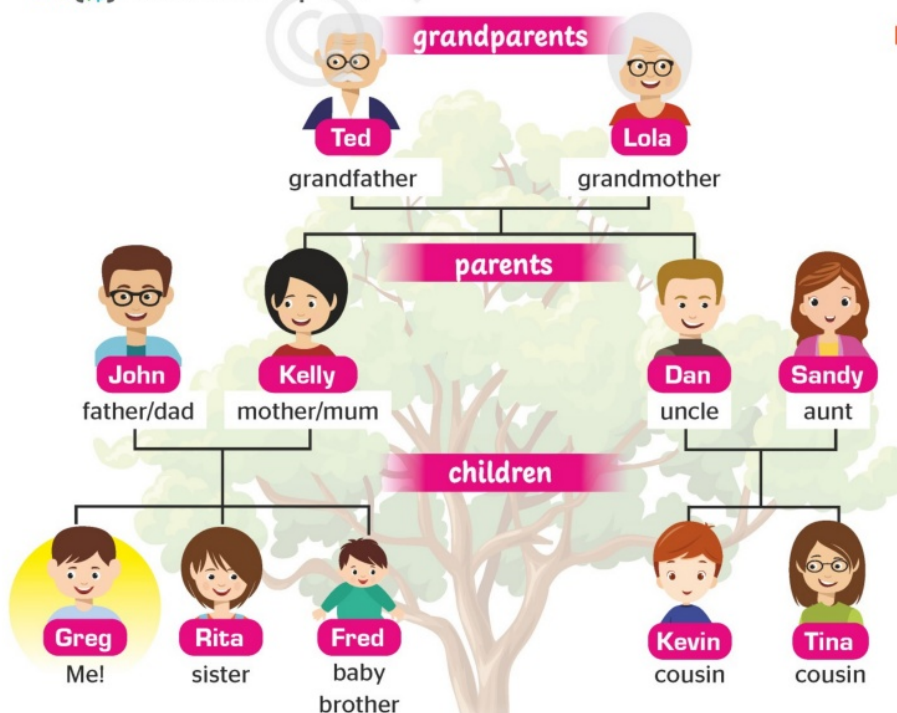 grandparents
Ted
Lola
grandfather
grandmother
parents
John
Kelly
Dan
Sandy
father/dad
mother/mum
uncle
aunt
children
Greg
Rita
Fred
Kevin
Tina
Me!
sister
baby
brother
cousin
cousin